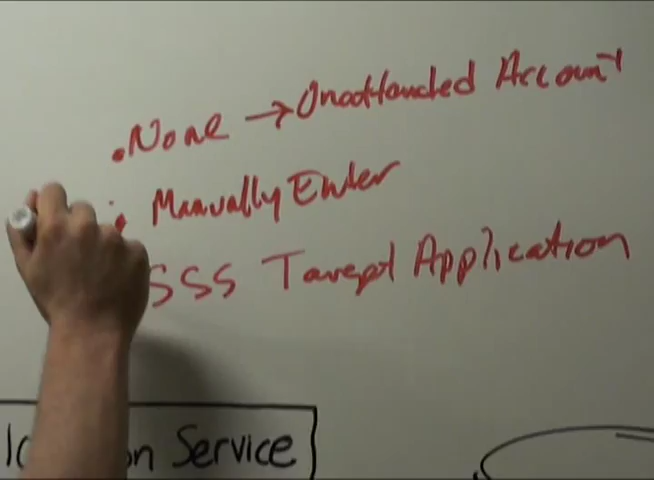 • None → Unattended Account
• Manually Enter
SSS Target Application
Service